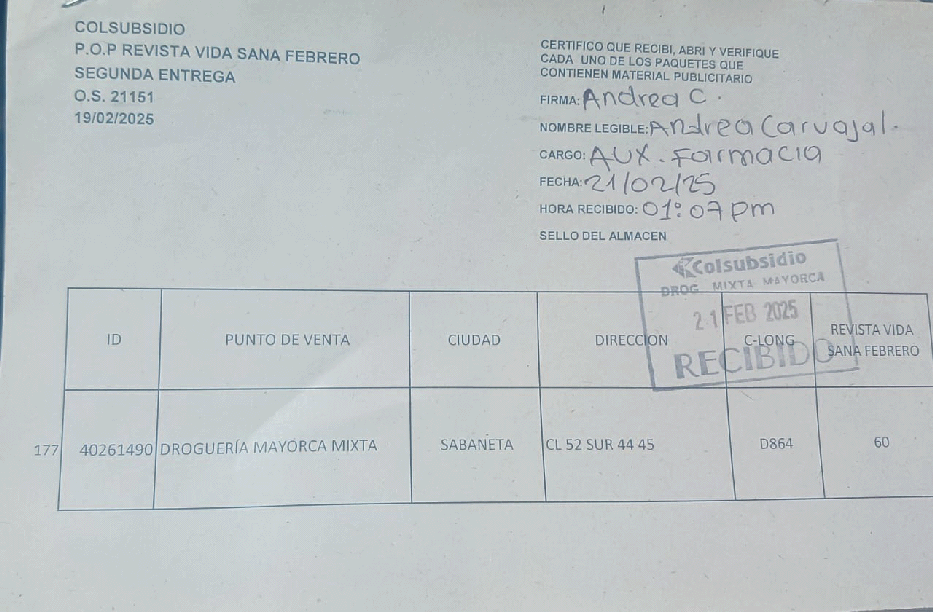 COLSUBSIDIO
P.O.P REVISTA VIDA SANA FEBRERO
SEGUNDA ENTREGA
O.S. 21151
19/02/2025
CERTIFICO QUE RECIBI, ABRI Y VERIFIQUE
CADA UNO DE LOS PAQUETES QUE
CONTIENEN MATERIAL PUBLICITARIO
FIRMA: Andrea C.
NOMBRE LEGIBLE: Andrea Carvajal.
CARGO: AUX. Farmacia
FECHA: 21/02/25
HORA RECIBIDO: 01:07 pm
SELLO DEL ALMACEN
Colsubsidio
DROG. MIXTA MAYORCA
21 FEB 2025
RECIBIDO
ID PUNTO DE VENTA CIUDAD DIRECCION C-LONG REVISTA VIDA
SANA FEBRERO
177 40261490 DROGUERÍA MAYORCA MIXTA SABANETA CL 52 SUR 44 45 D864 60